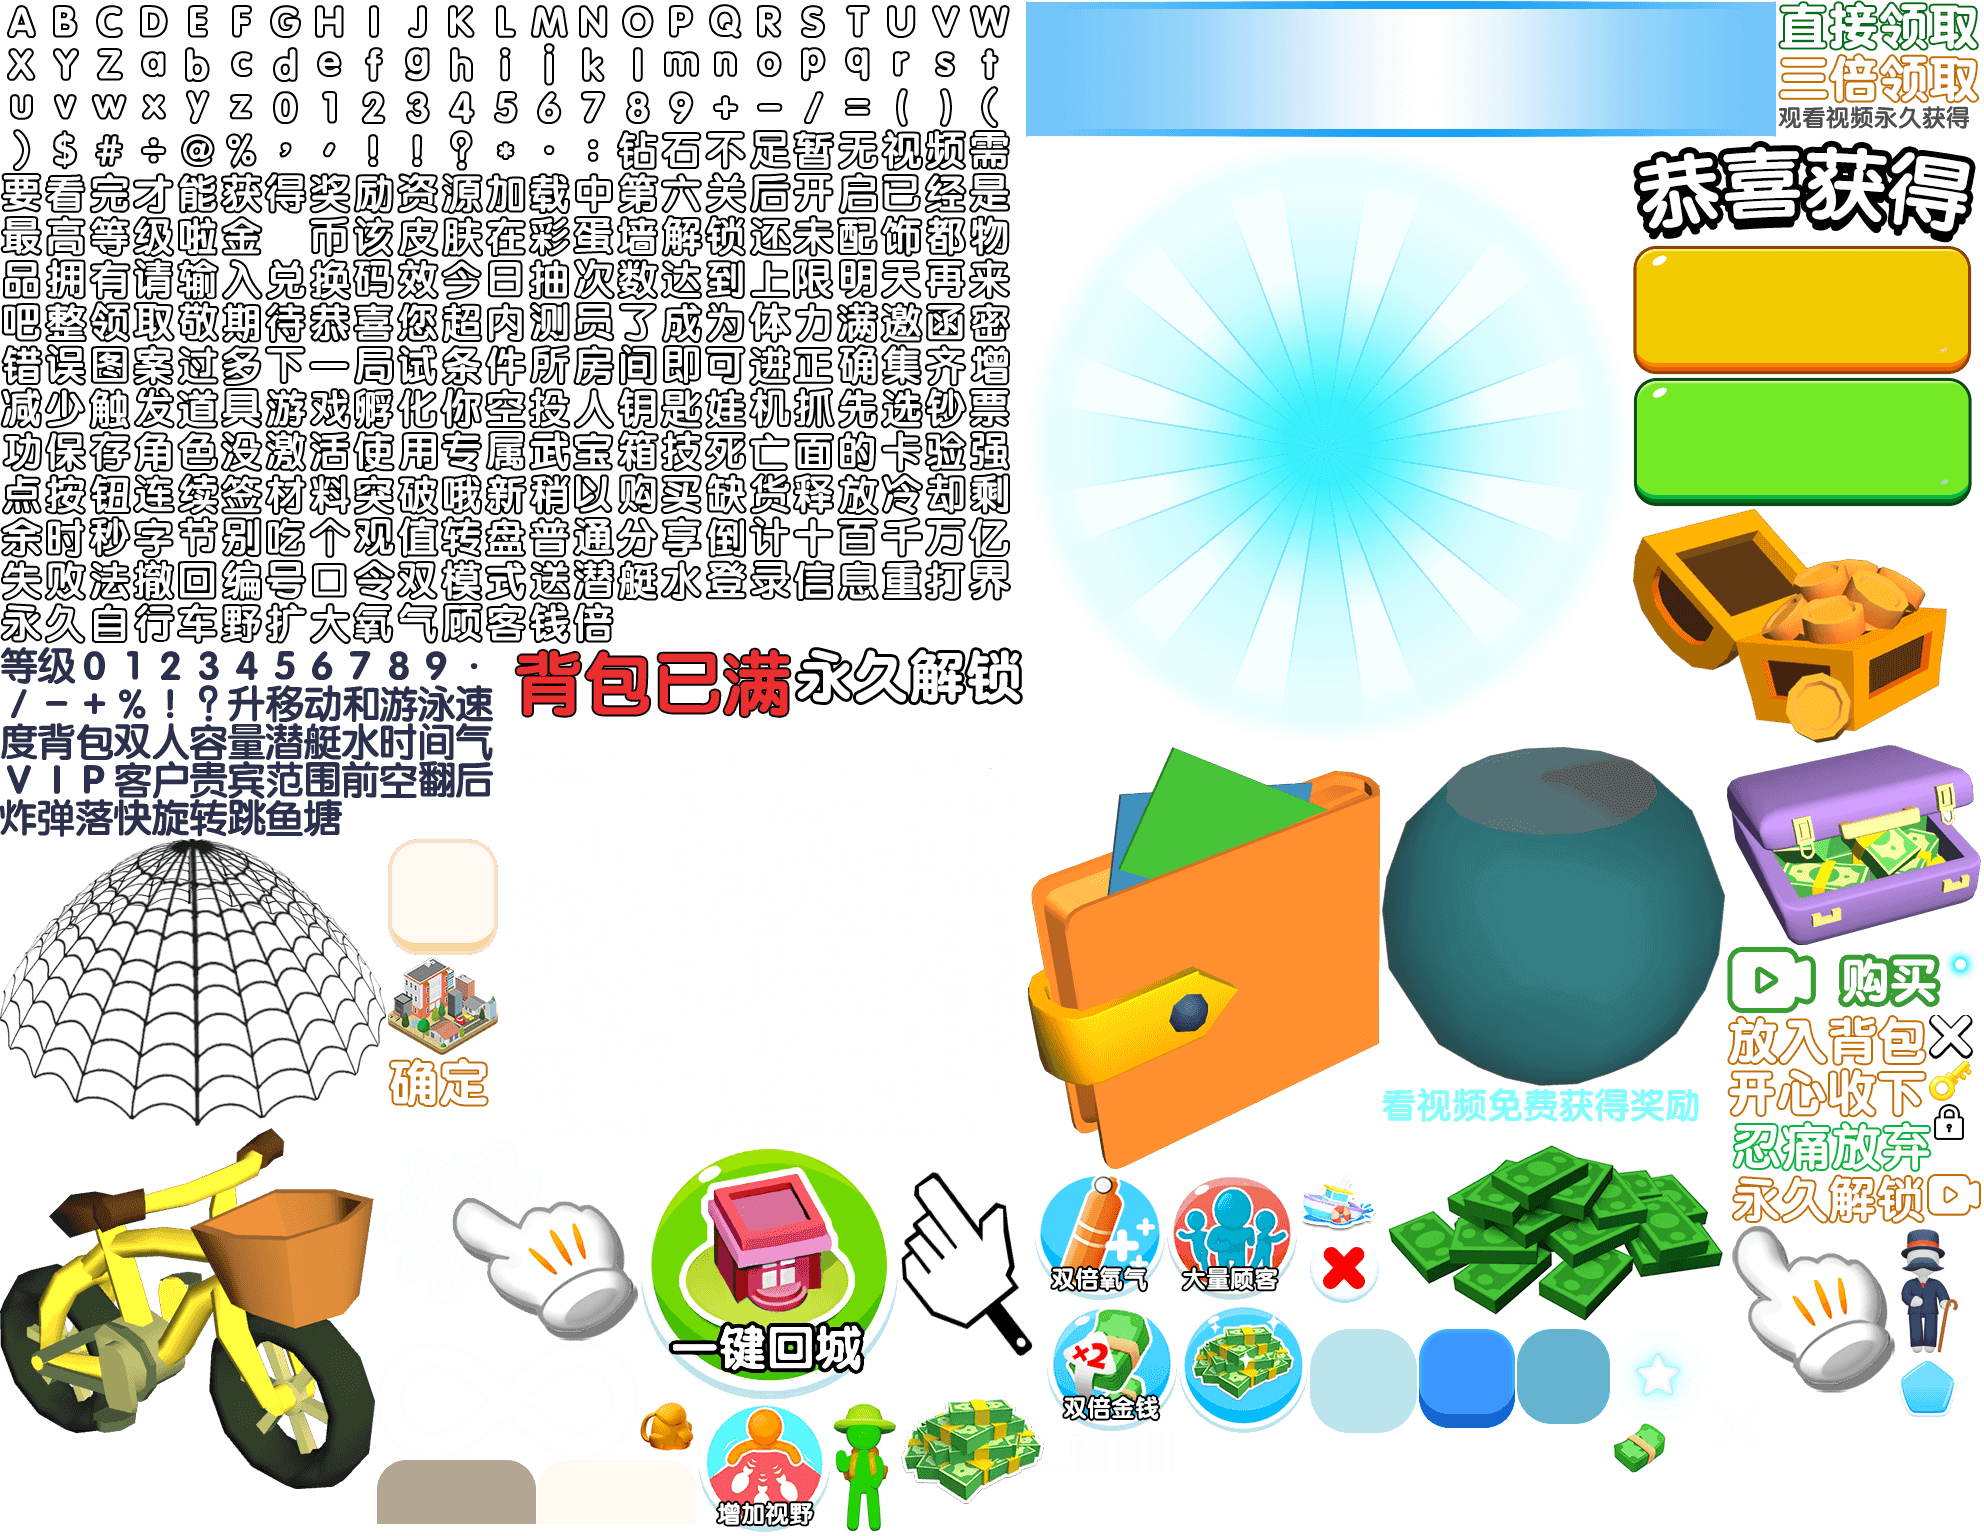 A B C D E F G H I J K L M N O P Q R S T U V W
X Y Z a b c d e f g h i j k l m n o p q r s t
u v w x y z 0 1 2 3 4 5 6 7 8 9 + - / = ( ) (
) $ # ÷ @ % , ′ ! ! ? * · : 钻石不足暂无视频需
要看完才能获得奖励资源加载中第六关后开启已经是
最高等级啦金 币该皮肤在彩蛋墙解锁还未配饰都物
品拥有请输入兑换码效今日抽次数达到上限明天再来
吧整领取敬期待恭喜您超内测员了成为体力满邀函密
错误图案过多下一局试条件所房间即可进正确集齐增
减少触发道具游戏孵化你空投人钥匙娃机抓先选钞票
功保存角色没激活使用专属武宝箱技死亡面的卡验强
点按钮连续签材料突破哦新稍以购买缺货释放冷却剩
余时秒字节别吃个观值转盘普通分享倒计十百千万亿
失败法撤回编号口令双模式送潜艇水登录信息重打界
永久自行车野扩大氧气顾客钱倍
等级0 1 2 3 4 5 6 7 8 9 ·
/ - + % ! ? 升移动和游泳速
度背包双人容量潜艇水时间气
V I P 客户贵宾范围前空翻后
炸弹落快旋转跳鱼塘
背包已满
永久解锁
直接领取
三倍领取
观看视频永久获得
恭喜获得
确定
看视频免费获得奖励
购买
放入背包
开心收下
忍痛放弃
永久解锁
一键回城
双倍氧气
大量顾客
×2
双倍金钱
增加视野